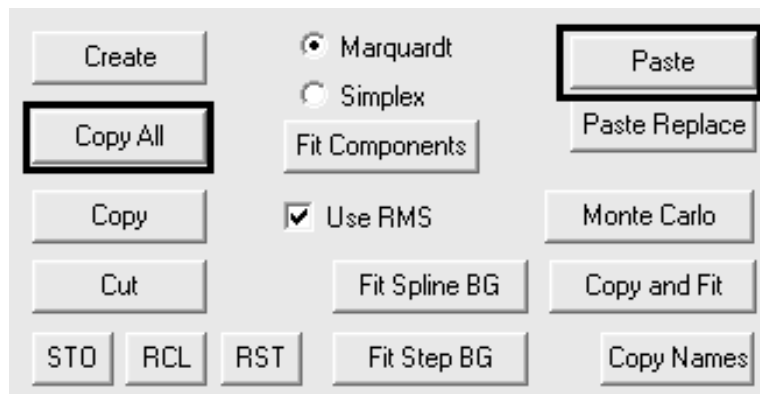 Create
Marquardt
Paste
Simplex
Copy All
Paste Replace
Fit Components
Copy
Use RMS
Monte Carlo
Cut
Fit Spline BG
Copy and Fit
STO
RCL
RST
Fit Step BG
Copy Names